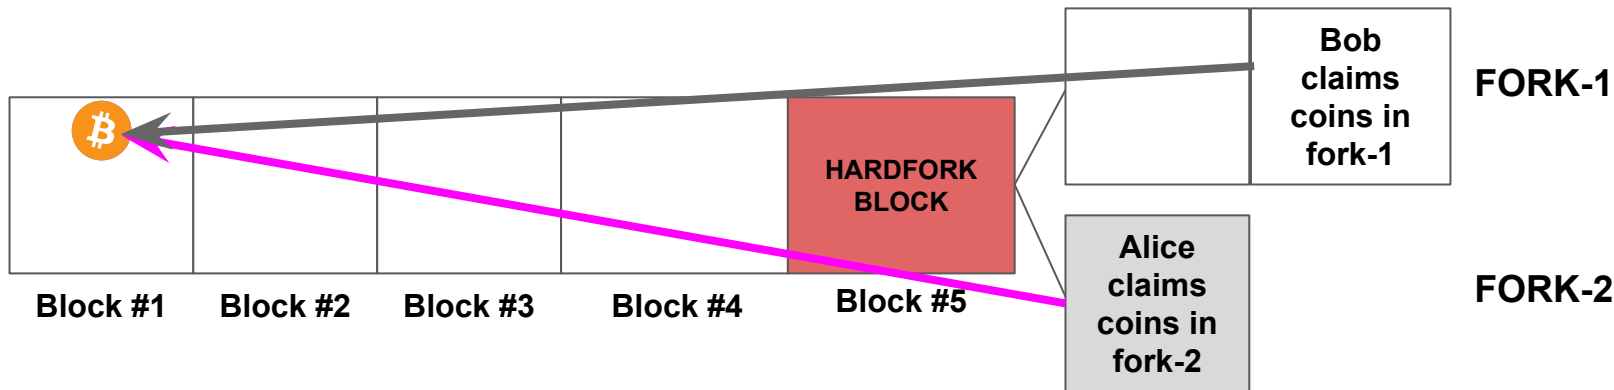 Bob
claims
coins in
fork-1
FORK-1
HARDFORK
BLOCK
Alice
claims
coins in
fork-2
FORK-2
Block #1
Block #2
Block #3
Block #4
Block #5